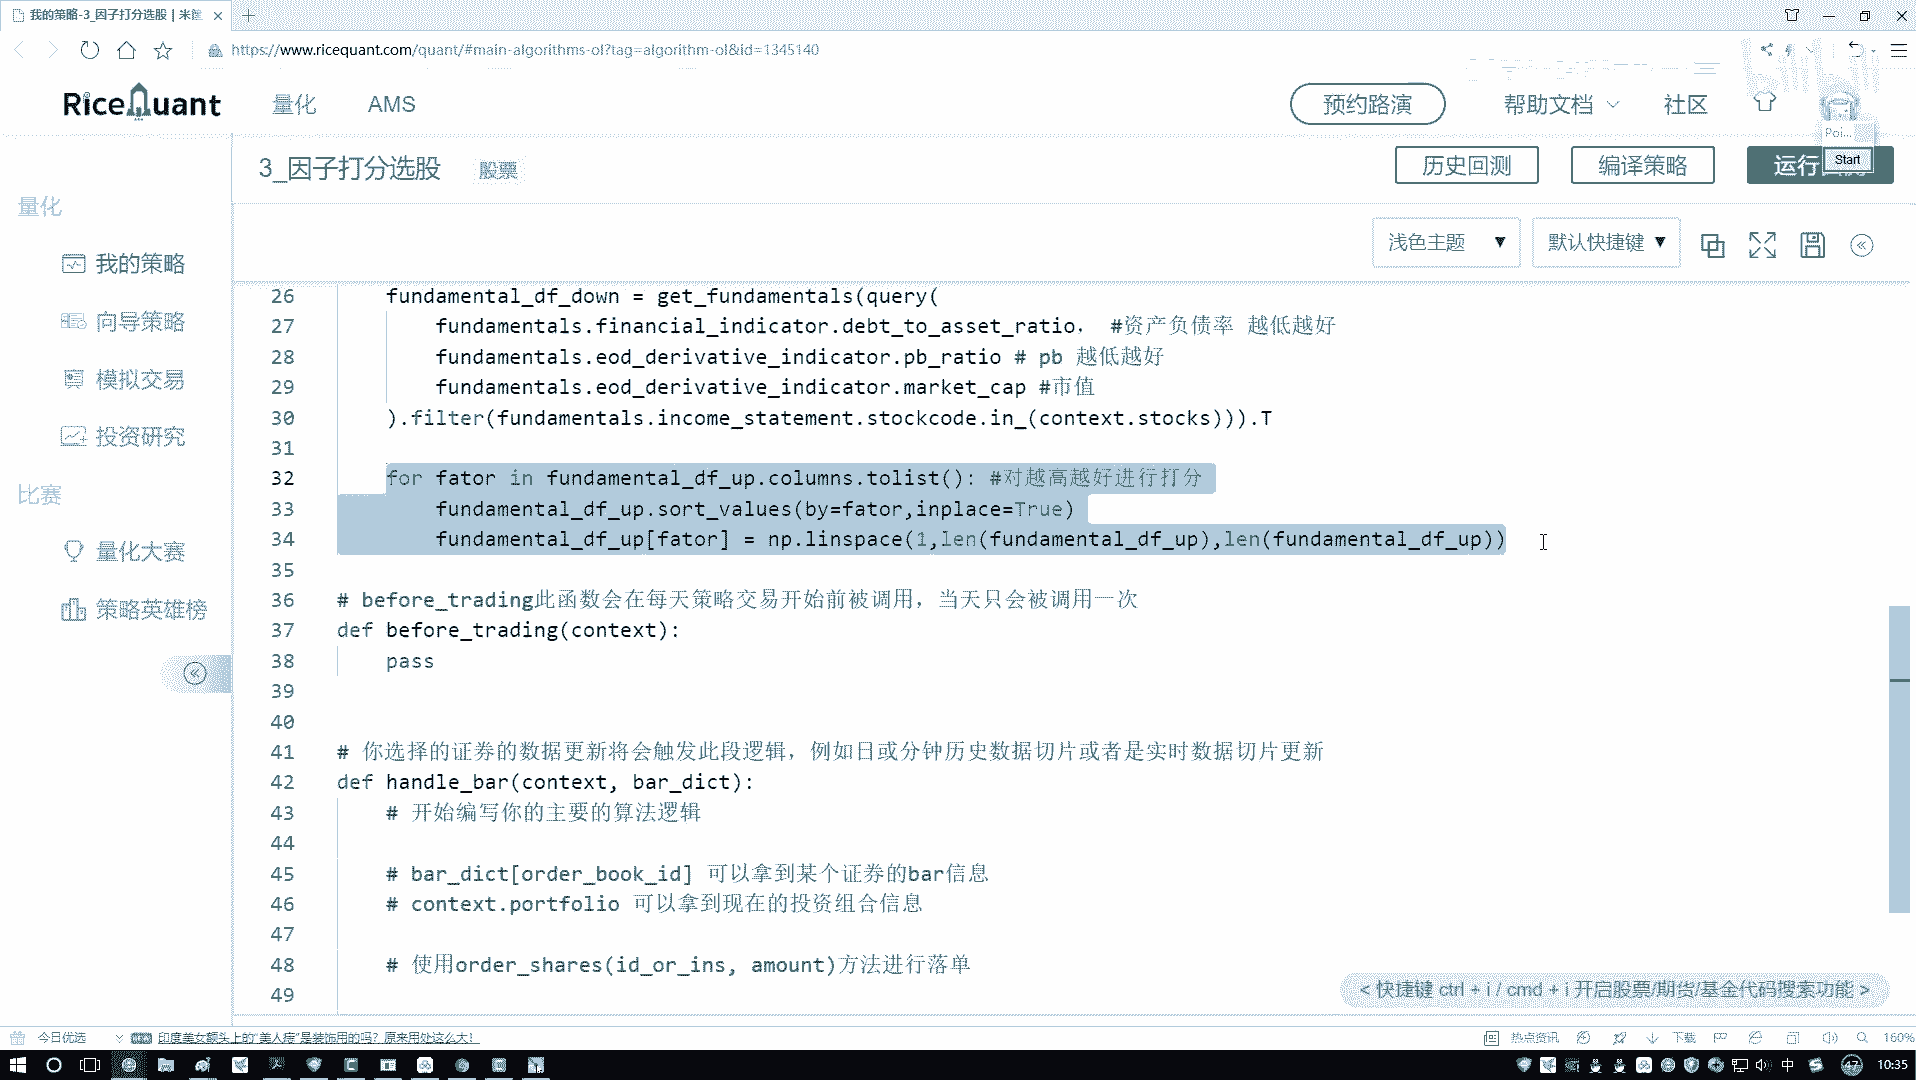 我的策略-3_因子打分选股 | 米筐
https://www.ricequant.com/quant/#main-algorithms-ol?tag=algorithm-ol&id=1345140
RiceQuant 量化 AMS 预约路演 帮助文档 社区
Poi...
3_因子打分选股 股票 历史回测 编译策略 运行 Start
量化
浅色主题 ▼ 默认快捷键 ▼
我的策略
向导策略
模拟交易
投资研究
比赛
量化大赛
策略英雄榜
26 fundamental_df_down = get_fundamentals(query(
27 fundamentals.financial_indicator.debt_to_asset_ratio， #资产负债率 越低越好
28 fundamentals.eod_derivative_indicator.pb_ratio # pb 越低越好
29 fundamentals.eod_derivative_indicator.market_cap #市值
30 ).filter(fundamentals.income_statement.stockcode.in_(context.stocks))).T
31
32 for fator in fundamental_df_up.columns.tolist(): #对越高越好进行打分
33 fundamental_df_up.sort_values(by=fator,inplace=True)
34 fundamental_df_up[fator] = np.linspace(1,len(fundamental_df_up),len(fundamental_df_up))
35
36 # before_trading此函数会在每天策略交易开始前被调用，当天只会被调用一次
37 def before_trading(context):
38 pass
39
40
41 # 你选择的证券的数据更新将会触发此段逻辑，例如日或分钟历史数据切片或者是实时数据切片更新
42 def handle_bar(context, bar_dict):
43 # 开始编写你的主要的算法逻辑
44
45 # bar_dict[order_book_id] 可以拿到某个证券的bar信息
46 # context.portfolio 可以拿到现在的投资组合信息
47
48 # 使用order_shares(id_or_ins, amount)方法进行落单
49
< 快捷键 ctrl + i / cmd + i 开启股票/期货/基金代码搜索功能 >
今日优选 印度美女额头上的“美人痣”是装饰用的吗？原来用处这么大！ 热点资讯 下载 160%
中 47 10:35